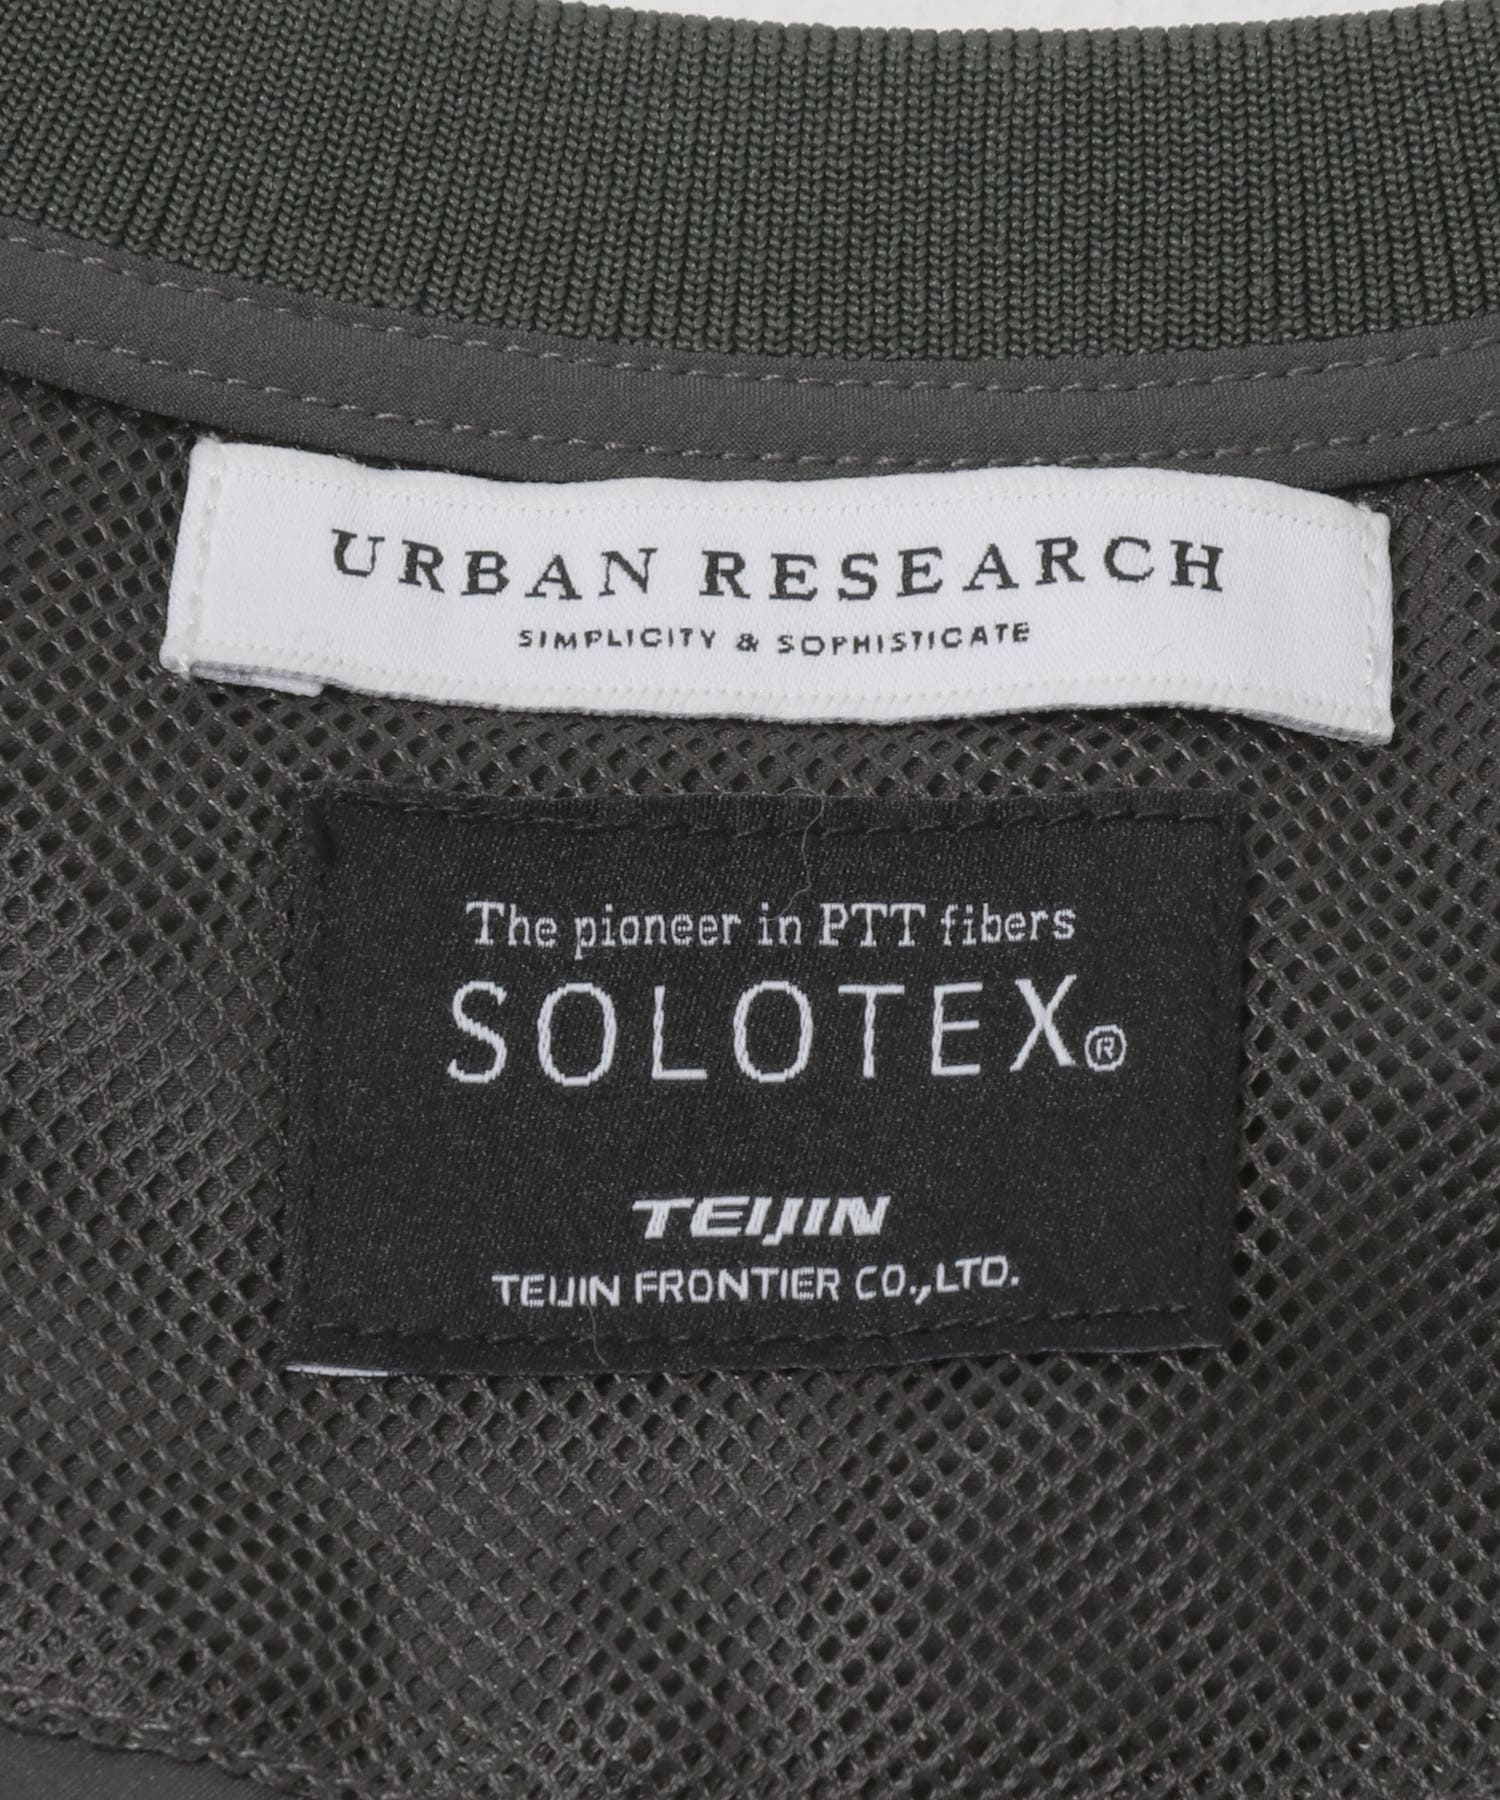 URBAN RESEARCH
SIMPLICITY & SOPHISTICATE
The pioneer in PTT fibers
SOLOTEX®
TEIJIN
TEIJIN FRONTIER CO.,LTD.